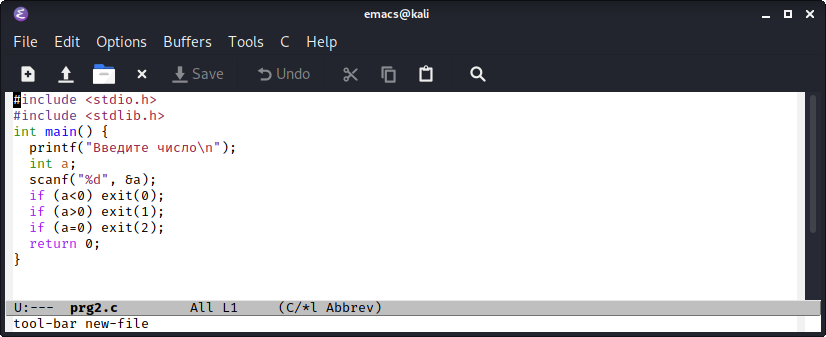 emacs@kali
File Edit Options Buffers Tools C Help
Save Undo
#include <stdio.h>
#include <stdlib.h>
int main() {
  printf("Введите число\n");
  int a;
  scanf("%d", &a);
  if (a<0) exit(0);
  if (a>0) exit(1);
  if (a=0) exit(2);
  return 0;
}
U:--- prg2.c All L1 (C/*l Abbrev)
tool-bar new-file